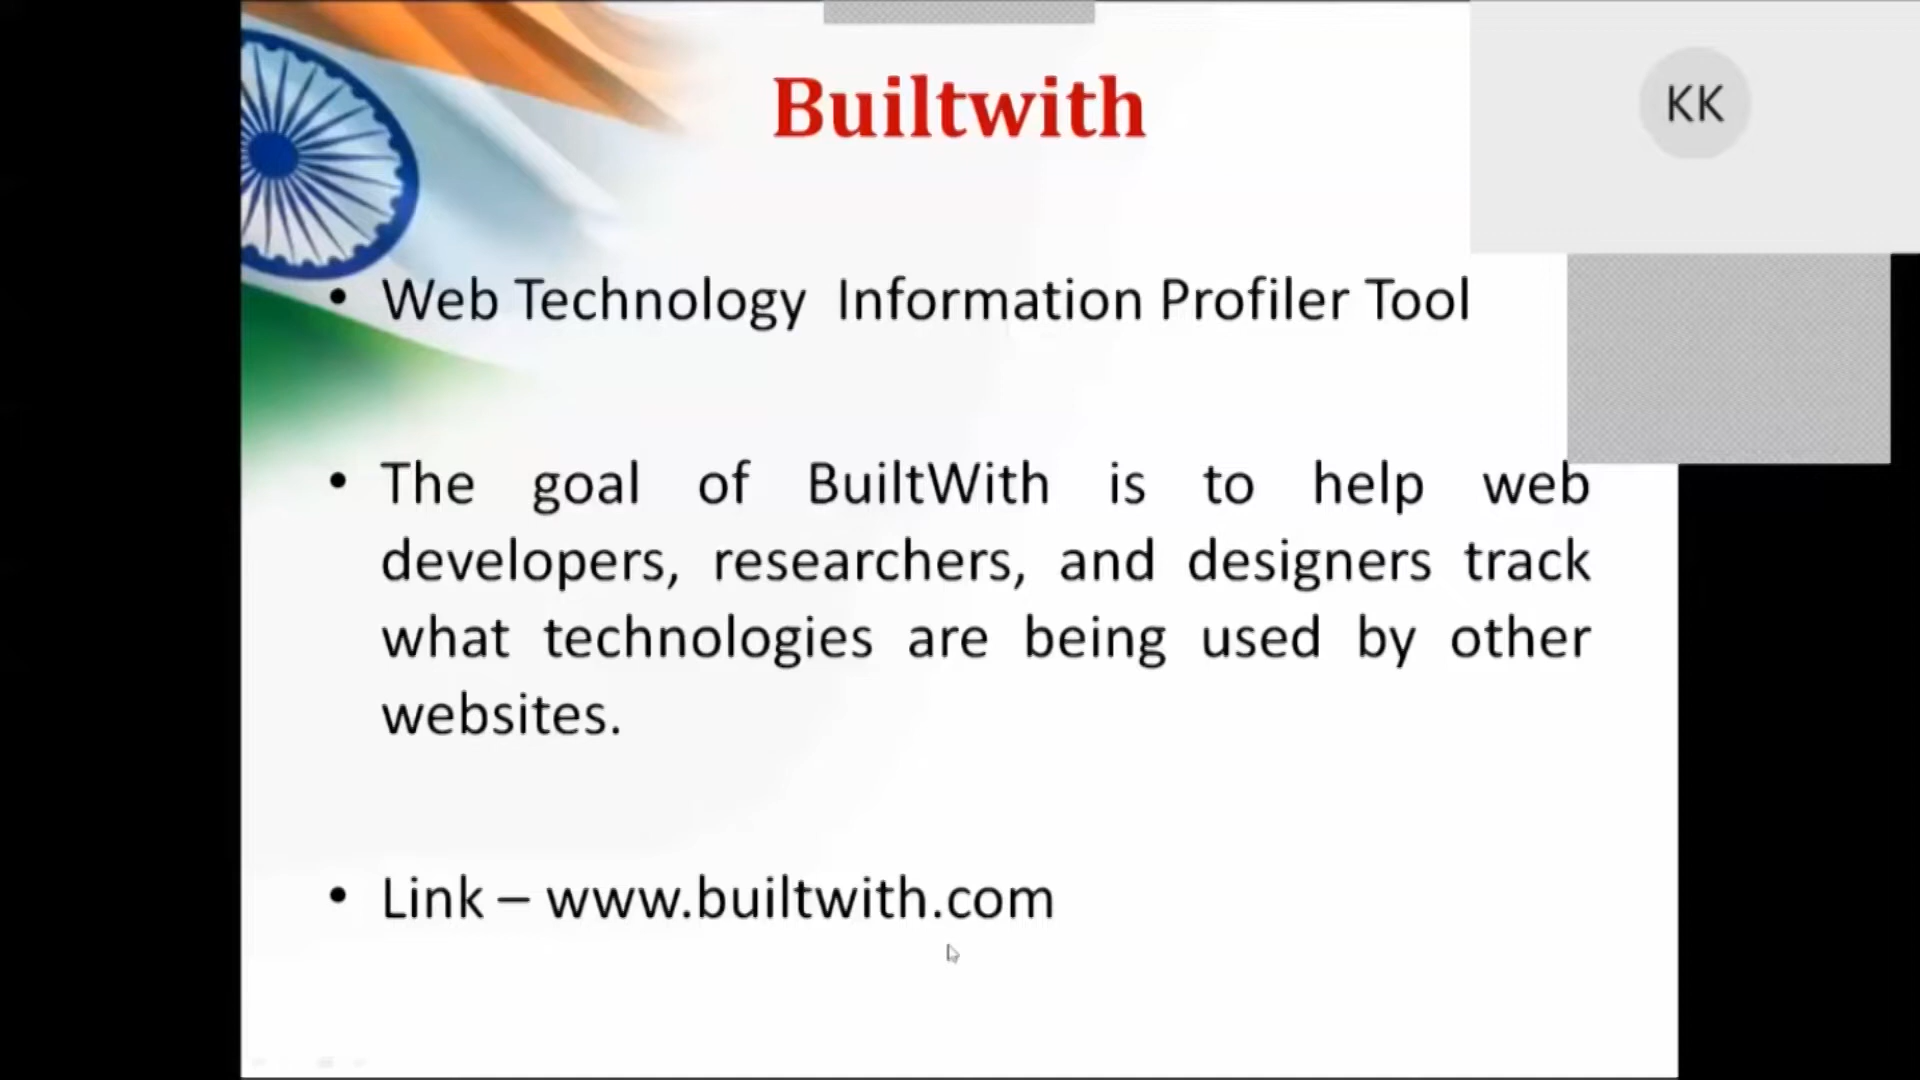 Builtwith
KK
• Web Technology Information Profiler Tool
• The goal of BuiltWith is to help web
developers, researchers, and designers track
what technologies are being used by other
websites.
• Link – www.builtwith.com